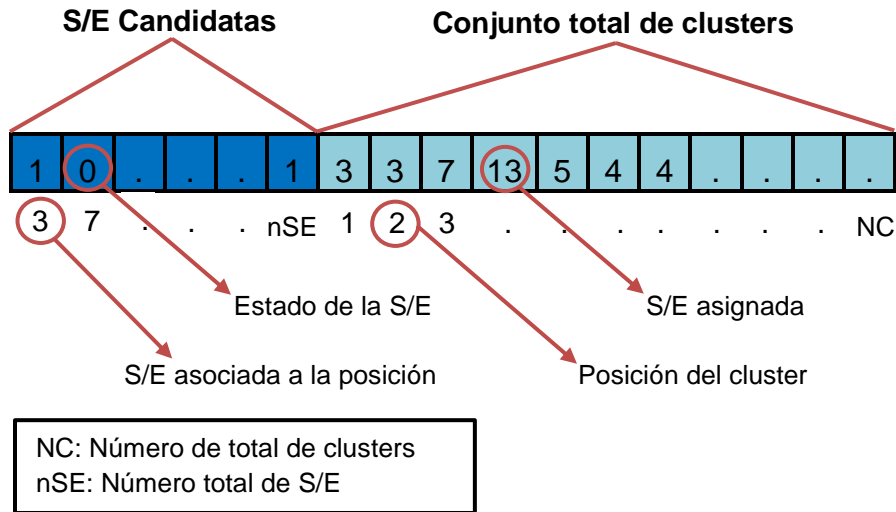 S/E Candidatas
Conjunto total de clusters
1 0 . . . 1 3 3 7 13 5 4 4 . . . .
3 7 . . . nSE 1 2 3 . . . . . . . NC
Estado de la S/E
S/E asignada
S/E asociada a la posición
Posición del cluster
NC: Número de total de clusters
nSE: Número total de S/E